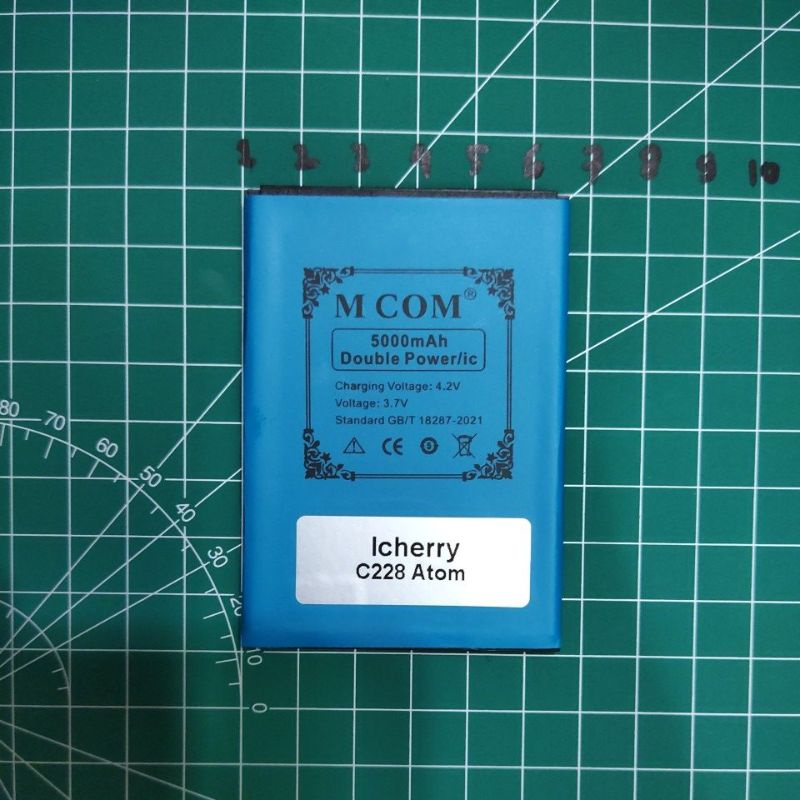 1 2 3 4 5 6 7 8 9 10
M COM®
5000mAh
Double Power/ic
Charging Voltage: 4.2V
Voltage: 3.7V
Standard GB/T 18287-2021
CE
Icherry
C228 Atom
80
70
60
50
40
30
10
0